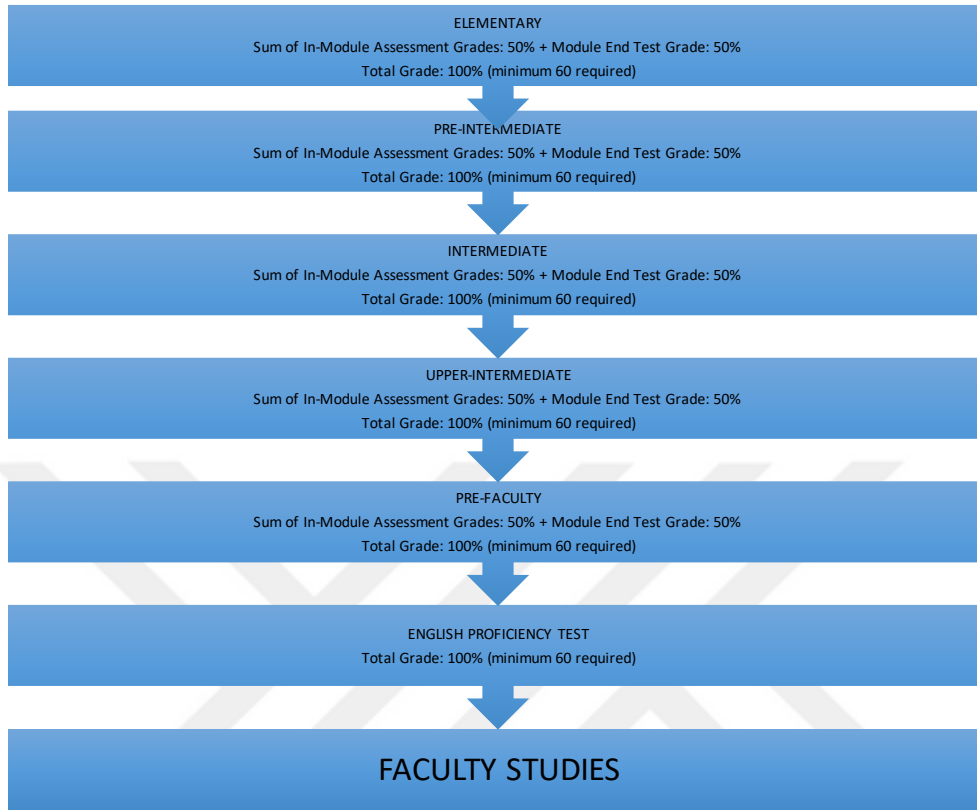 ELEMENTARY
Sum of In-Module Assessment Grades: 50% + Module End Test Grade: 50%
Total Grade: 100% (minimum 60 required)
PRE-INTERMEDIATE
Sum of In-Module Assessment Grades: 50% + Module End Test Grade: 50%
Total Grade: 100% (minimum 60 required)
INTERMEDIATE
Sum of In-Module Assessment Grades: 50% + Module End Test Grade: 50%
Total Grade: 100% (minimum 60 required)
UPPER-INTERMEDIATE
Sum of In-Module Assessment Grades: 50% + Module End Test Grade: 50%
Total Grade: 100% (minimum 60 required)
PRE-FACULTY
Sum of In-Module Assessment Grades: 50% + Module End Test Grade: 50%
Total Grade: 100% (minimum 60 required)
ENGLISH PROFICIENCY TEST
Total Grade: 100% (minimum 60 required)
FACULTY STUDIES